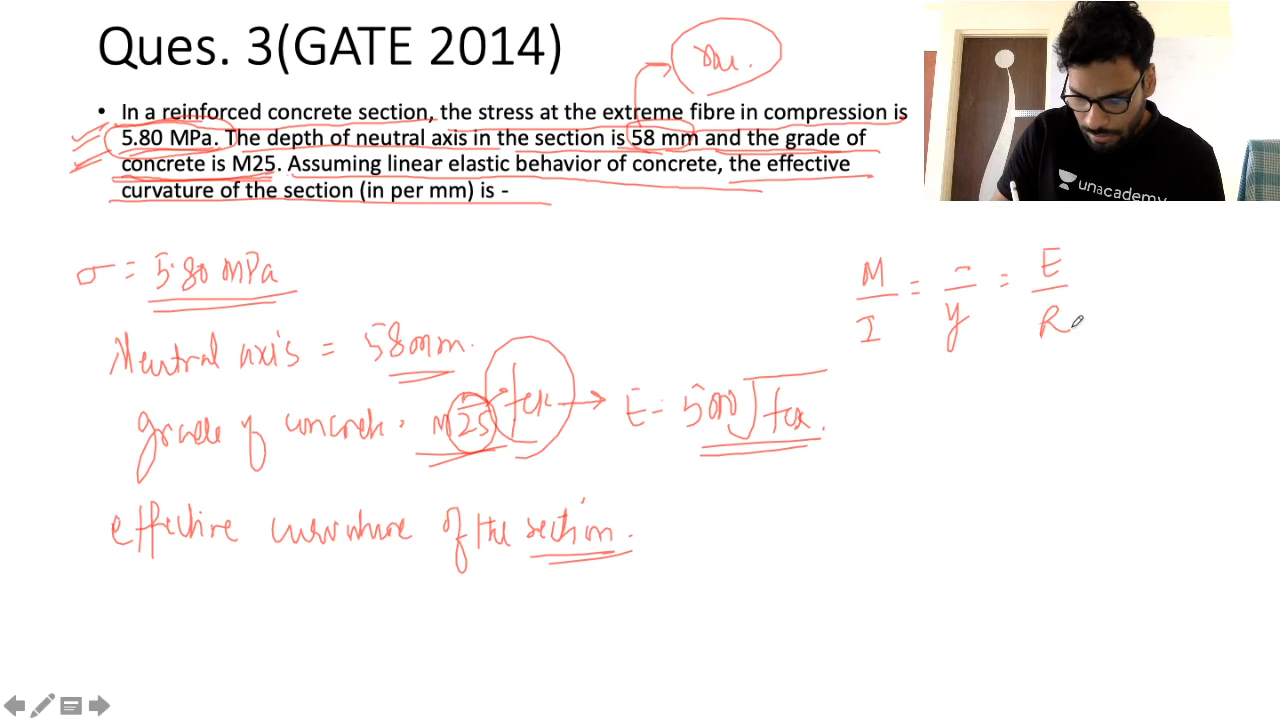 Ques. 3(GATE 2014)
xu.
• In a reinforced concrete section, the stress at the extreme fibre in compression is
5.80 MPa. The depth of neutral axis in the section is 58 mm and the grade of
concrete is M25. Assuming linear elastic behavior of concrete, the effective
curvature of the section (in per mm) is -
unacademy
σ = 5.80 MPa
M/I = -/y = E/R
Neutral axis = 58mm.
grade of concrete. M25 fck → E = 5000√fck.
effective curvature of the section.